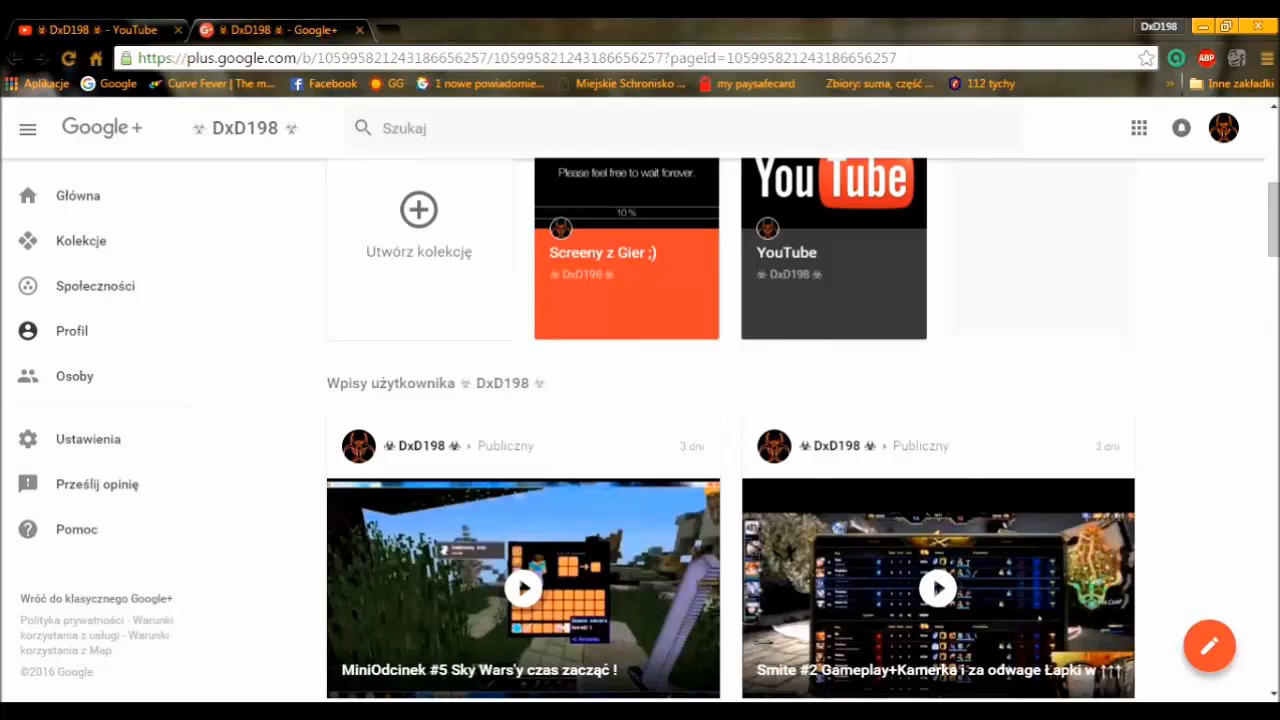 ☣ DxD198 ☣ - YouTube
☣ DxD198 ☣ - Google+
DxD198
https://plus.google.com/b/105995821243186656257/105995821243186656257?pageid=105995821243186656257
ABP
Aplikacje
Google
Curve Fever | The m...
Facebook
GG
1 nowe powiadomie...
Miejskie Schronisko ...
my paysafecard
Zbiory: suma, część ...
112 tychy
»
Inne zakładki
Google+
☣ DxD198 ☣
Szukaj
Główna
Kolekcje
Społeczności
Profil
Osoby
Ustawienia
Prześlij opinię
Pomoc
Wróć do klasycznego Google+
Polityka prywatności - Warunki
korzystania z usługi - Warunki
korzystania z Map
©2016 Google
Utwórz kolekcję
Please feel free to wait forever.
10 %
Screeny z Gier ;)
☣ DxD198 ☣
YouTube
YouTube
☣ DxD198 ☣
Wpisy użytkownika ☣ DxD198 ☣
☣ DxD198 ☣ Publiczny
3 dni
MiniOdcinek #5 Sky Wars'y czas zacząć !
☣ DxD198 ☣ Publiczny
3 dni
Smite #2 Gameplay+Kamerka i za odwage Łapki w ↑↑↑